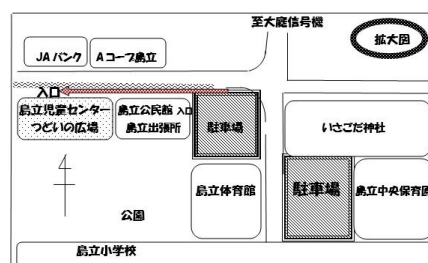 至大庭信号機
拡大図
JAバンク
Aコープ島立
入口
島立児童センター
つどいの広場
島立公民館 入口
島立出張所
駐車場
いさごだ神社
島立体育館
駐車場
島立中央保育園
公園
島立小学校